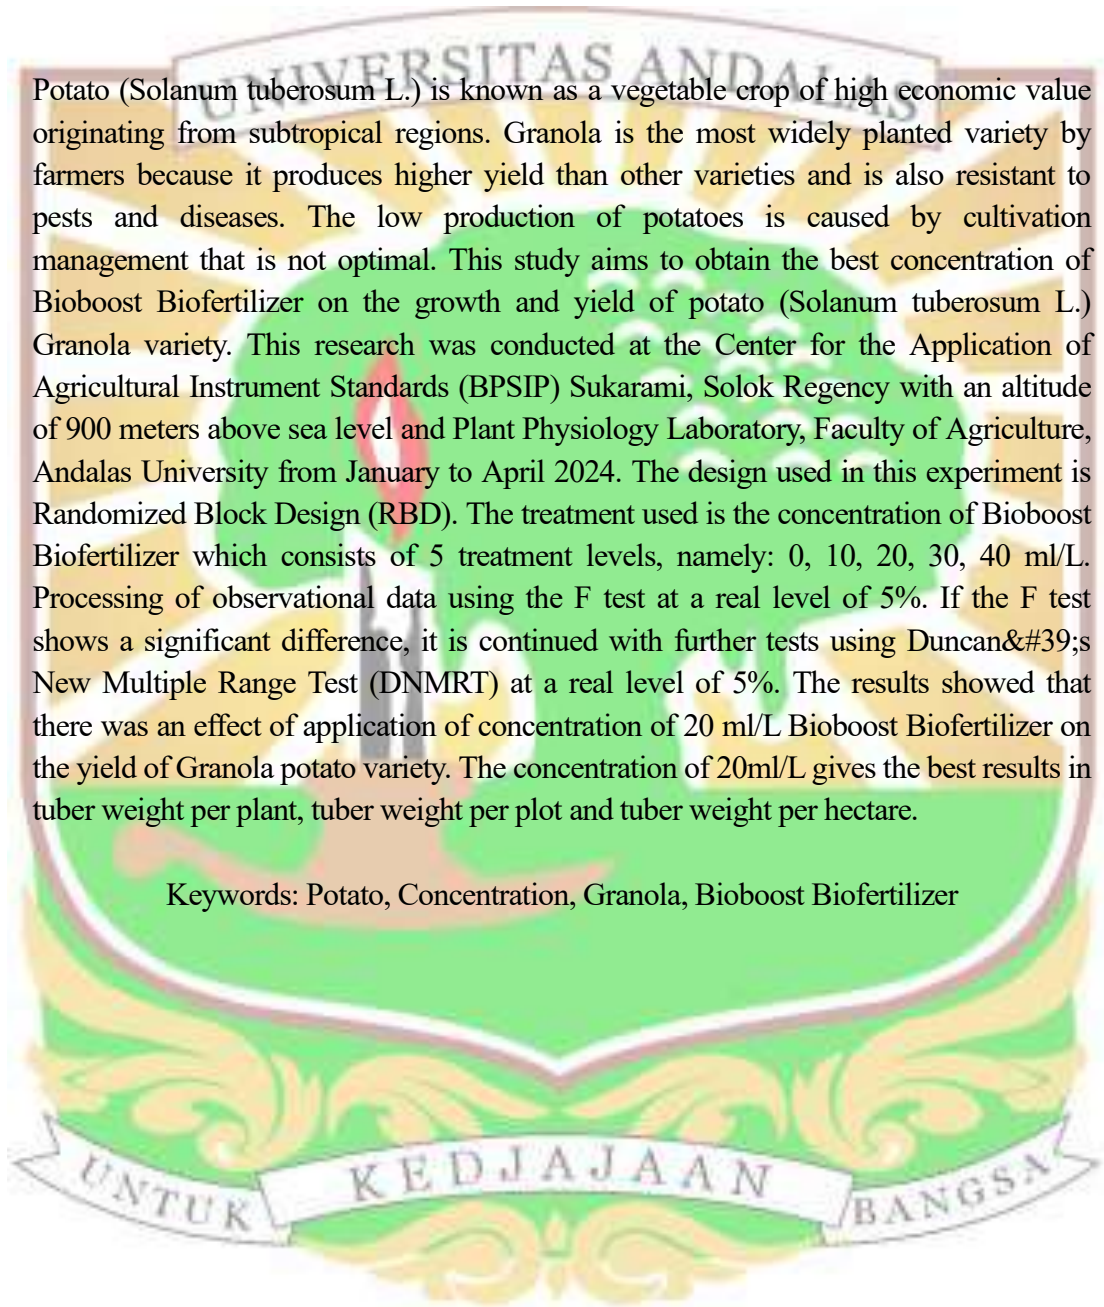 UNIVERSITAS ANDALAS
Potato (Solanum tuberosum L.) is known as a vegetable crop of high economic value
originating from subtropical regions. Granola is the most widely planted variety by
farmers because it produces higher yield than other varieties and is also resistant to
pests and diseases. The low production of potatoes is caused by cultivation
management that is not optimal. This study aims to obtain the best concentration of
Bioboost Biofertilizer on the growth and yield of potato (Solanum tuberosum L.)
Granola variety. This research was conducted at the Center for the Application of
Agricultural Instrument Standards (BPSIP) Sukarami, Solok Regency with an altitude
of 900 meters above sea level and Plant Physiology Laboratory, Faculty of Agriculture,
Andalas University from January to April 2024. The design used in this experiment is
Randomized Block Design (RBD). The treatment used is the concentration of Bioboost
Biofertilizer which consists of 5 treatment levels, namely: 0, 10, 20, 30, 40 ml/L.
Processing of observational data using the F test at a real level of 5%. If the F test
shows a significant difference, it is continued with further tests using Duncan&#39;s
New Multiple Range Test (DNMRT) at a real level of 5%. The results showed that
there was an effect of application of concentration of 20 ml/L Bioboost Biofertilizer on
the yield of Granola potato variety. The concentration of 20ml/L gives the best results in
tuber weight per plant, tuber weight per plot and tuber weight per hectare.
Keywords: Potato, Concentration, Granola, Bioboost Biofertilizer
UNTUK KEDJAJAAN BANGSA